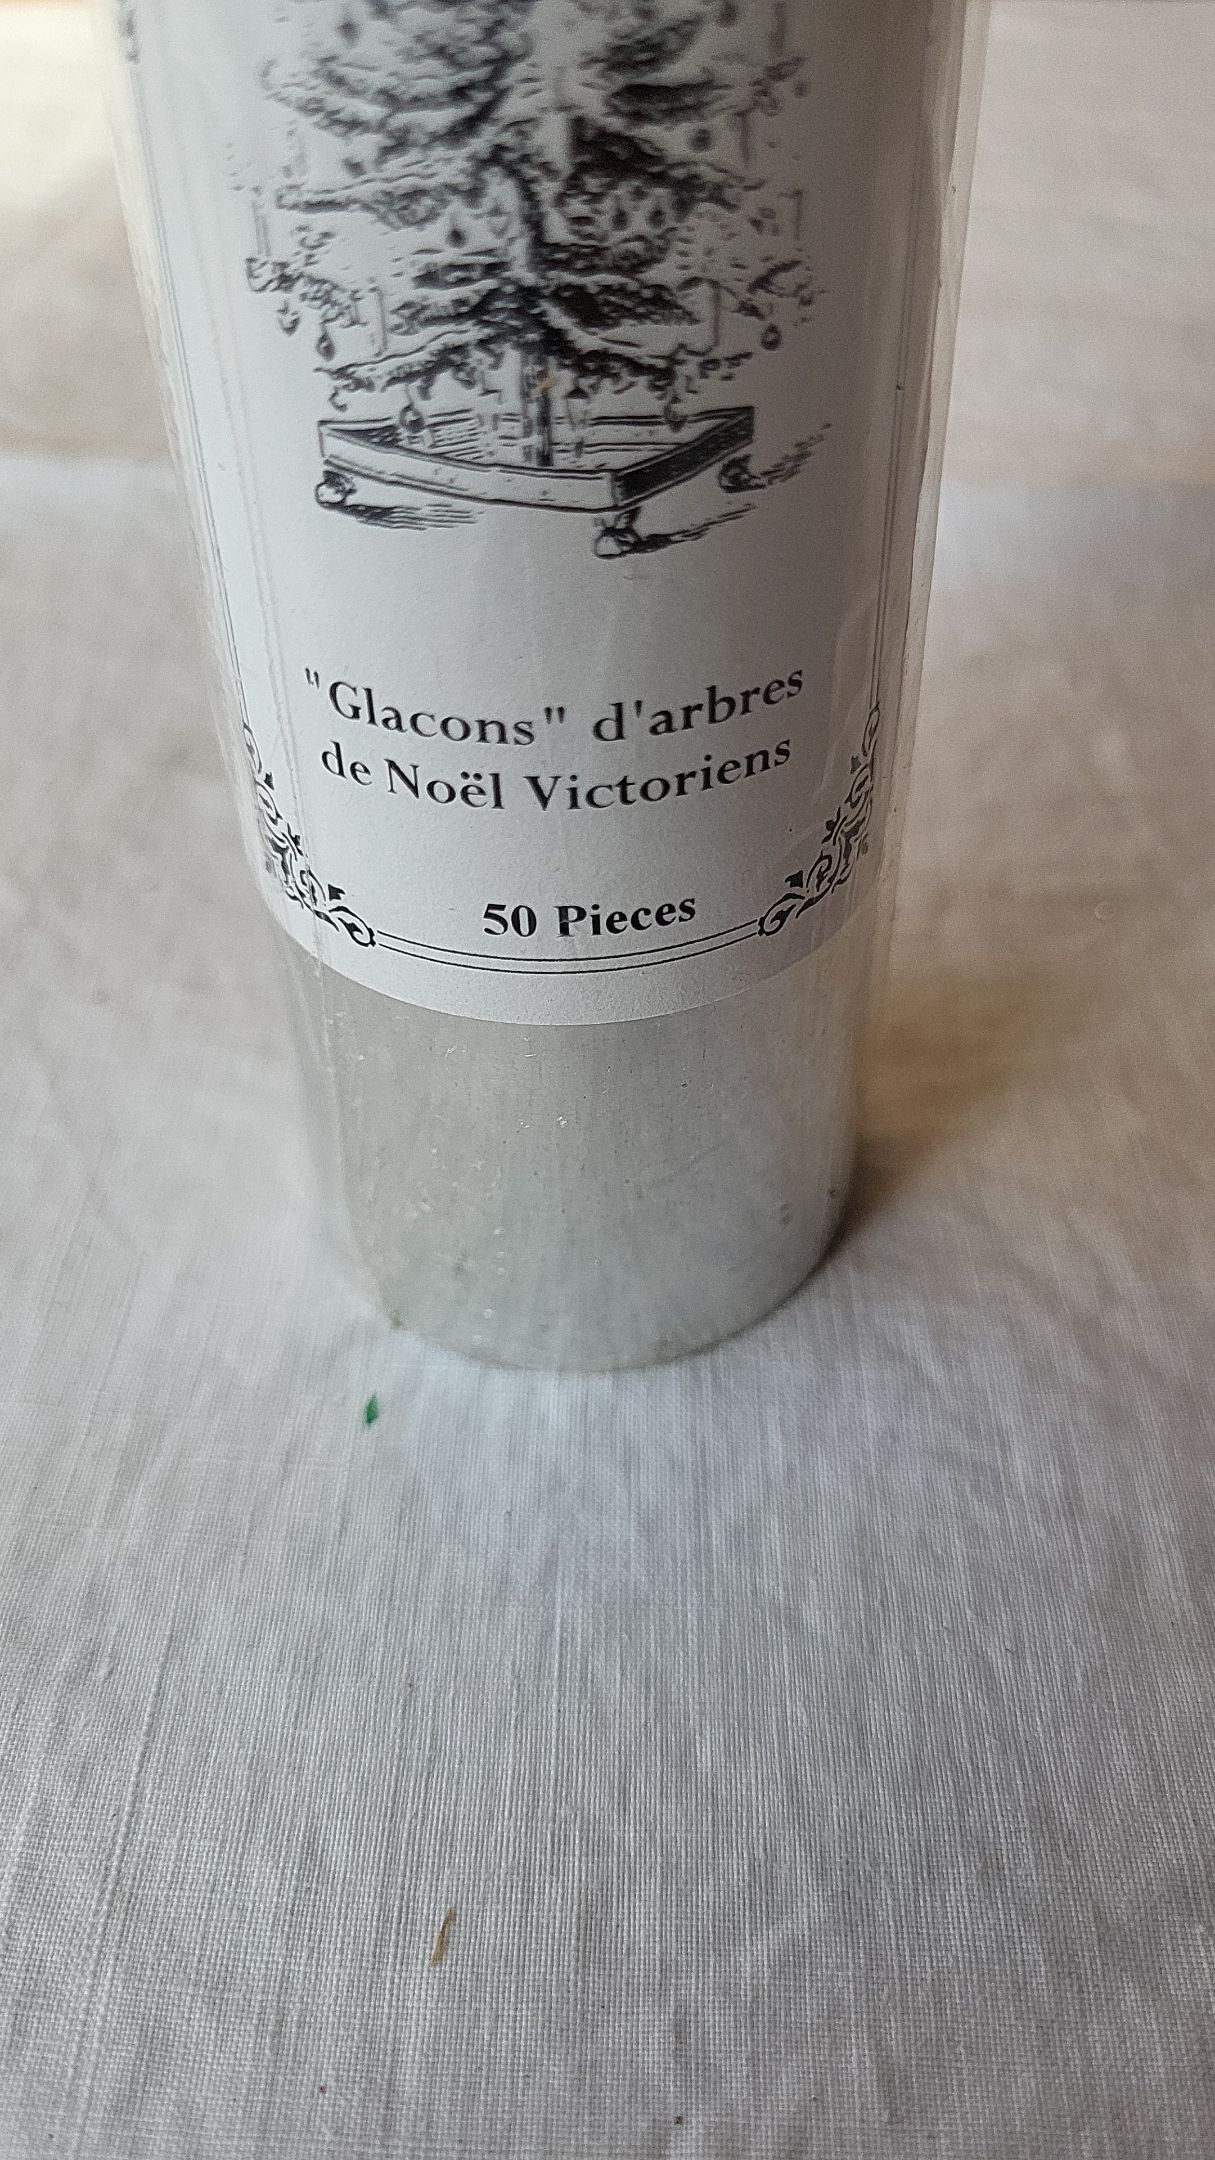 "Glacons" d'arbres
de Noël Victoriens
50 Pieces